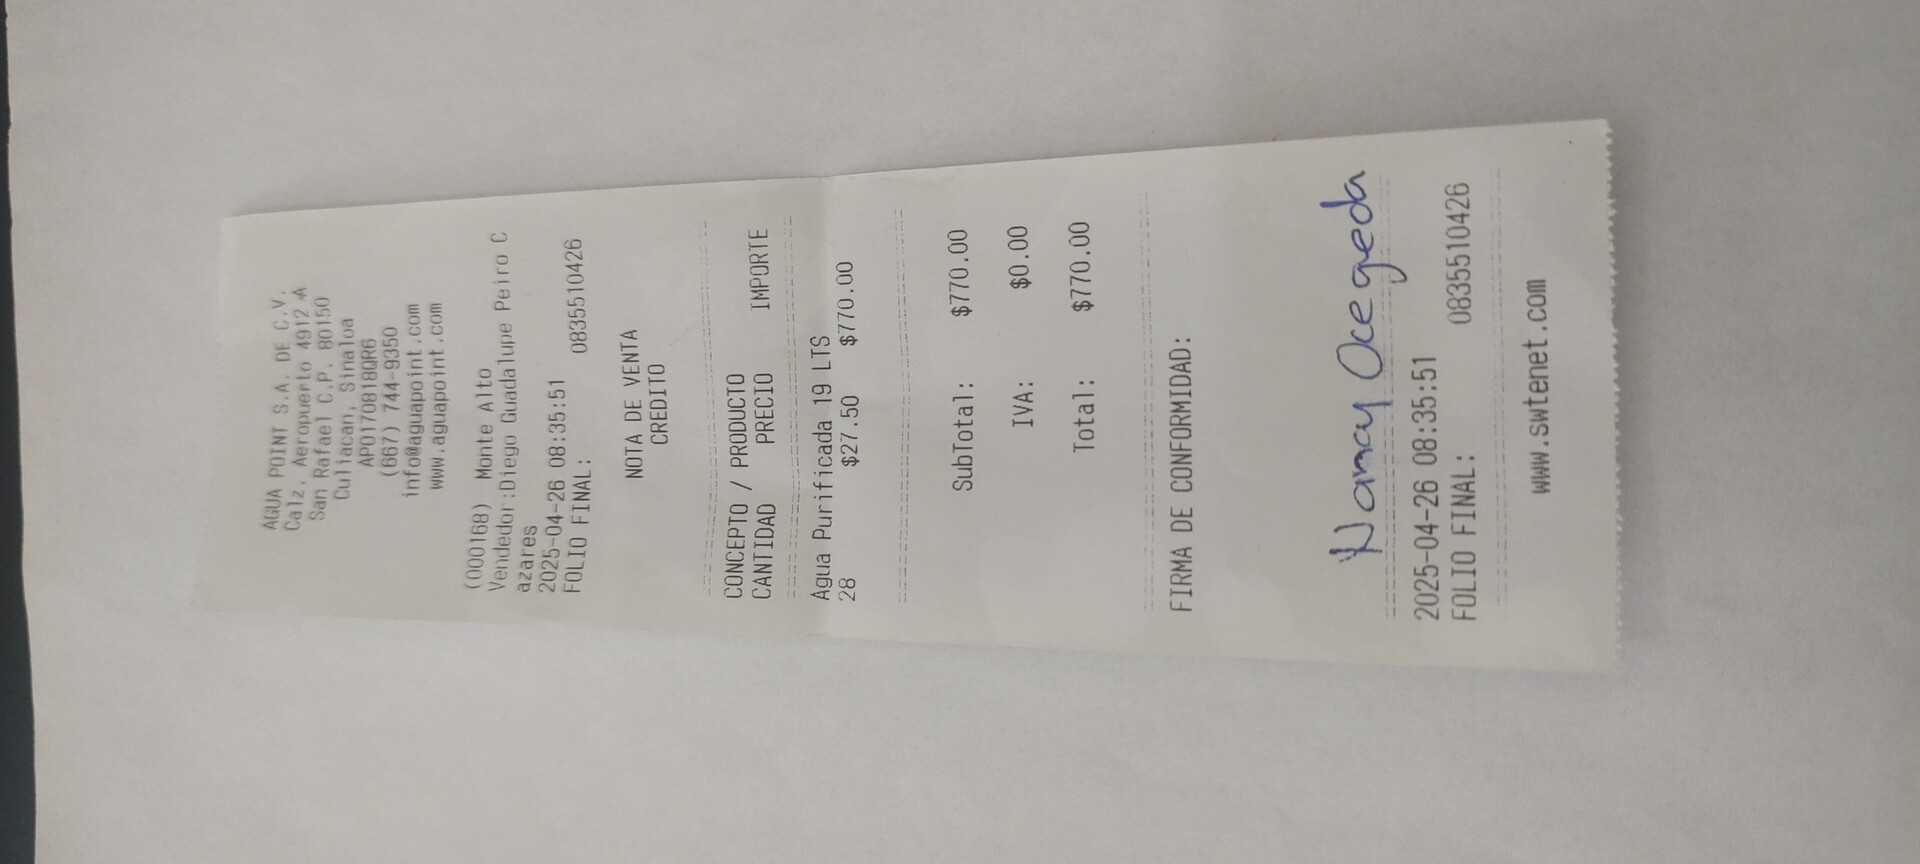 AGUA POINT S.A. DE C.V.
Calz. Aeropuerto 4912 A
San Rafael C.P. 80150
Culiacan, Sinaloa
APO170818QR6
(667) 744-9350
info@aguapoint.com
www.aguapoint.com
(000168) Monte Alto
Vendedor:Diego Guadalupe Peiro C
azares
2025-04-26 08:35:51
FOLIO FINAL: 0835510426
NOTA DE VENTA
CREDITO
CONCEPTO / PRODUCTO
CANTIDAD PRECIO IMPORTE
Agua Purificada 19 LTS
28 $27.50 $770.00
SubTotal: $770.00
IVA: $0.00
Total: $770.00
FIRMA DE CONFORMIDAD:
Ocegueda
2025-04-26 08:35:51
FOLIO FINAL: 0835510426
www.swtenet.com